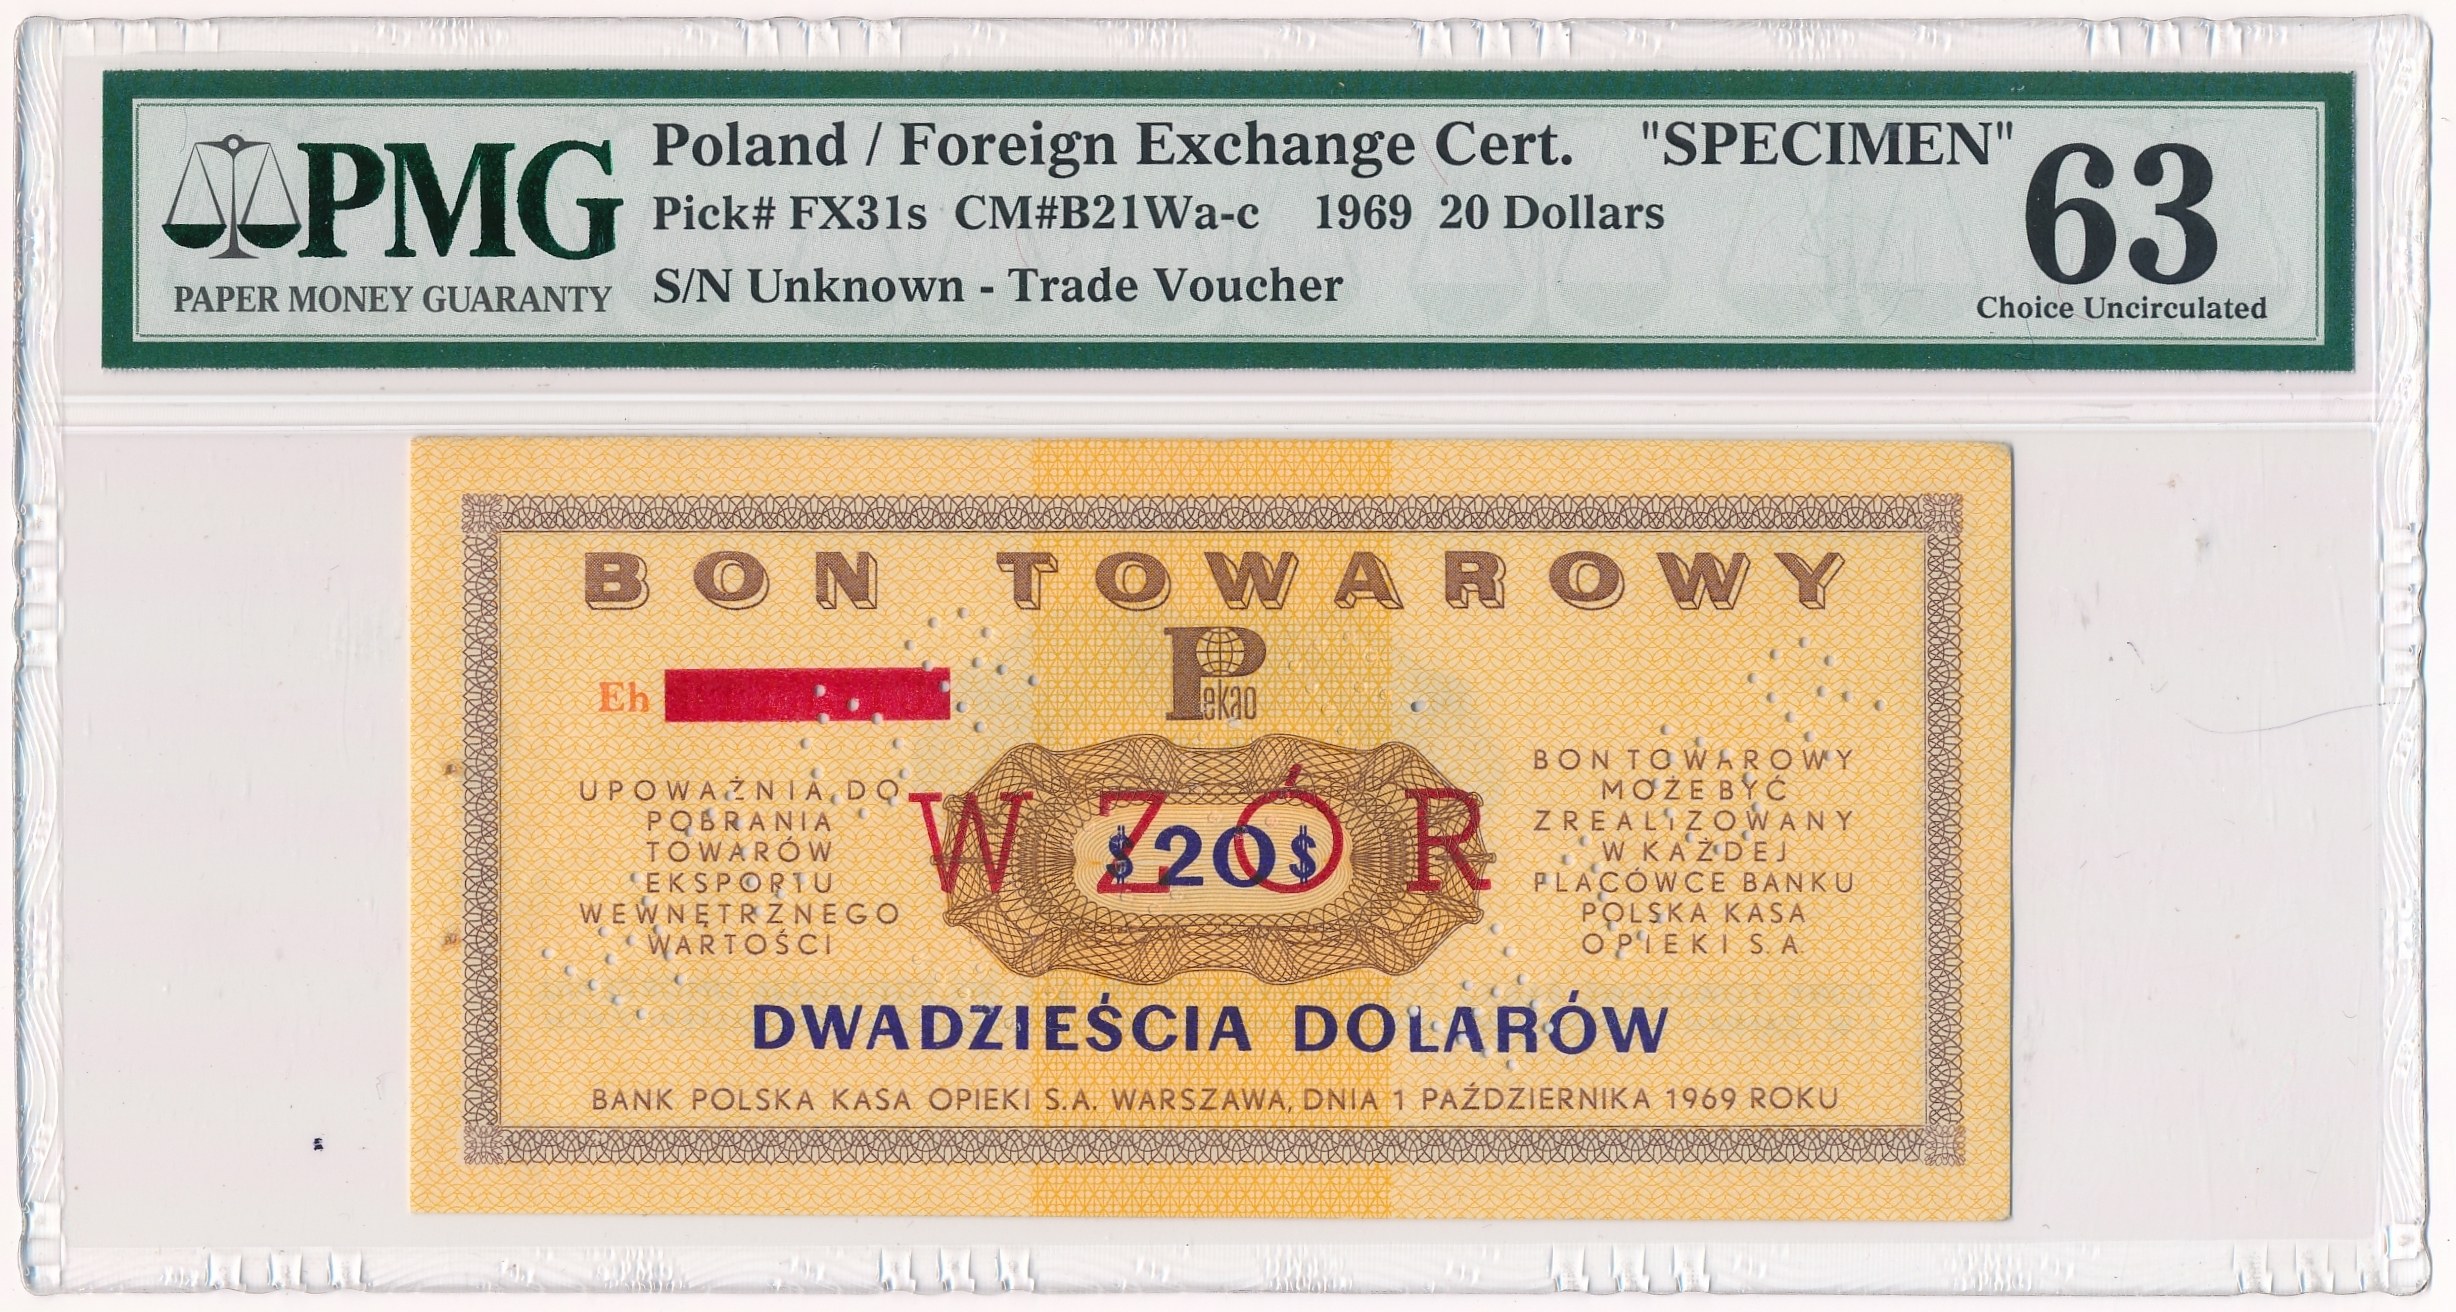 PMG
PAPER MONEY GUARANTY
Poland / Foreign Exchange Cert. "SPECIMEN"
Pick# FX31s CM#B21Wa-c 1969 20 Dollars
S/N Unknown - Trade Voucher
63
Choice Uncirculated
BON TOWAROWY
Pekao
Eh
UPOWAŻNIA DO
POBRANIA
TOWARÓW
EKSPORTU
WEWNĘTRZNEGO
WARTOŚCI
WZÓR
$20$
BON TOWAROWY
MOŻE BYĆ
ZREALIZOWANY
W KAŻDEJ
PLACÓWCE BANKU
POLSKA KASA
OPIEKI S.A.
DWADZIEŚCIA DOLARÓW
BANK POLSKA KASA OPIEKI S.A. WARSZAWA, DNIA 1 PAŹDZIERNIKA 1969 ROKU